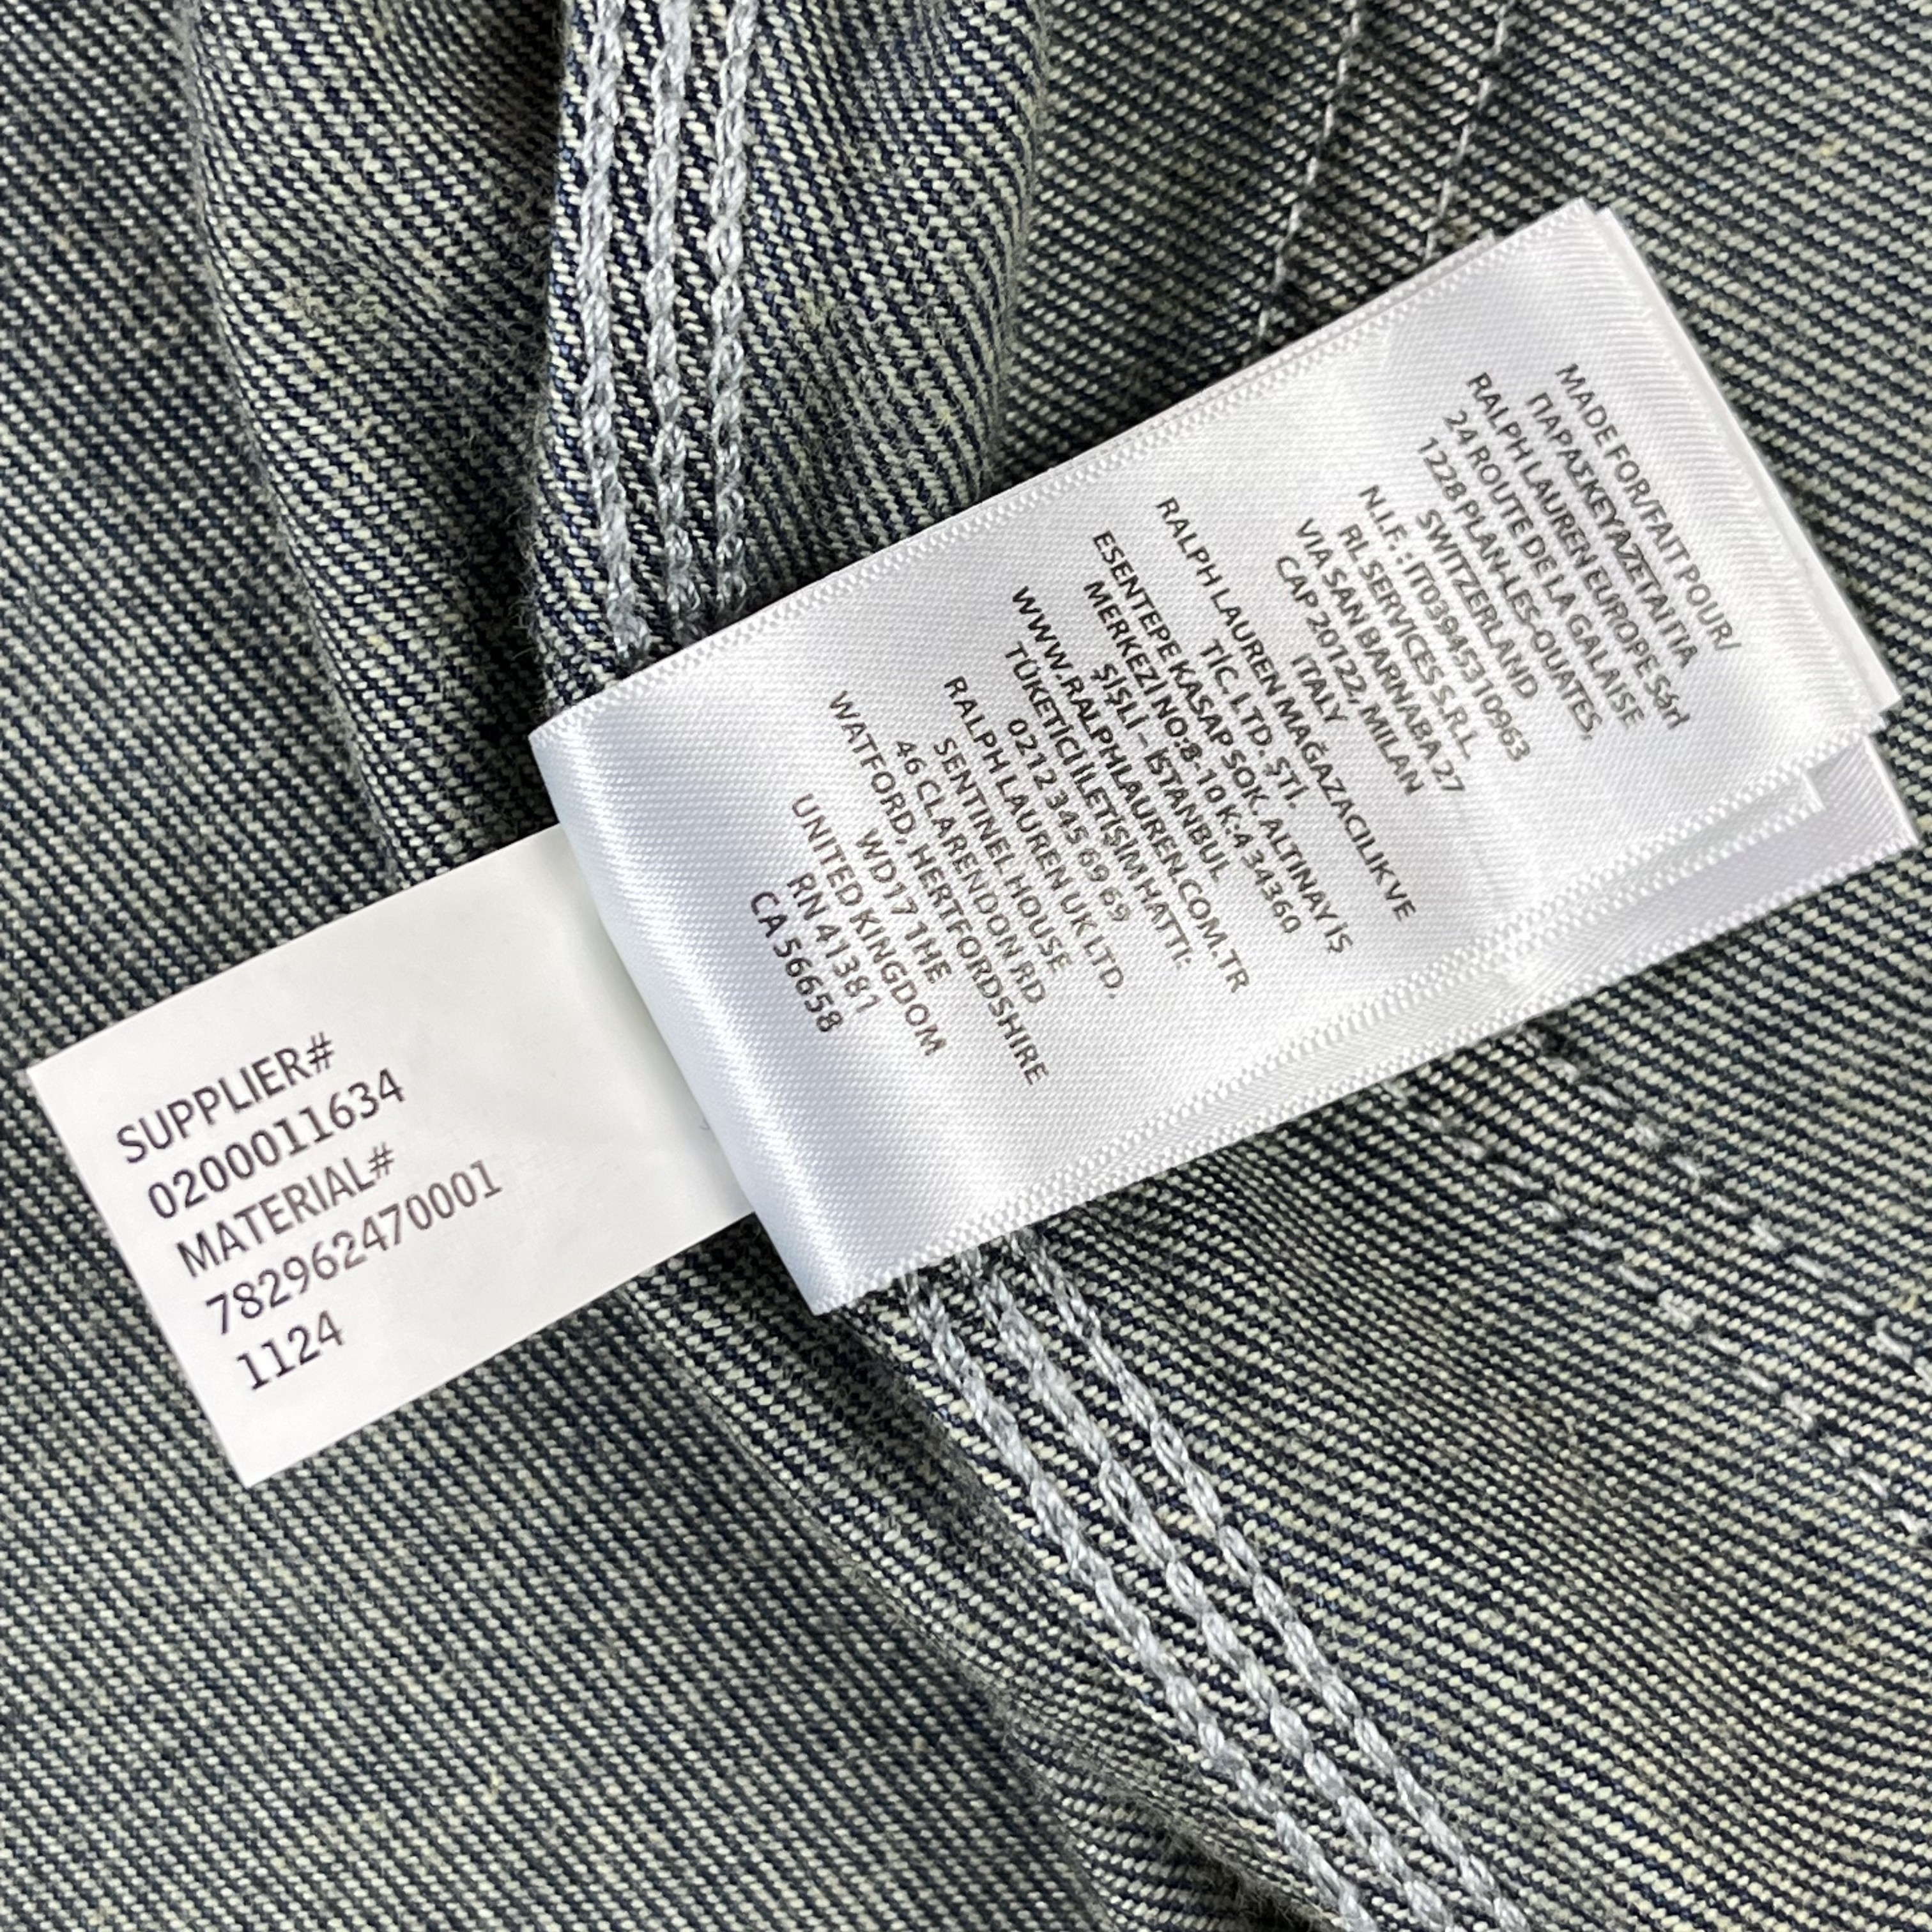 MADE FOR/FAIT POUR/
ΠΑΡΑΣΚΕΥΑΖΕΤΑΙ ΓΙΑ
RALPH LAUREN EUROPE Sárl
24 ROUTE DE LA GALAISE
1228 PLAN-LES-OUATES,
SWITZERLAND
N.I.F. : IT03945310963
RL SERVICES S.R.L
VIA SAN BARNABA 27
CAP 20122, MILAN
ITALY
RALPH LAUREN MAĞAZACILIK VE
TİC. LTD. ŞTİ.
ESENTEPE KASAP SOK. ALTINAY İŞ
MERKEZİ NO:8-10 K:4 34360
ŞİŞLİ – İSTANBUL
WWW.RALPHLAUREN.COM.TR
TÜKETİCİ İLETİŞİM HATTI:
0212 345 69 69
RALPH LAUREN UK LTD.
SENTINEL HOUSE
46 CLARENDON RD
WATFORD, HERTFORDSHIRE
WD17 1HE
UNITED KINGDOM
RN 41381
CA 56658
SUPPLIER#
0200011634
MATERIAL#
782962470001
1124